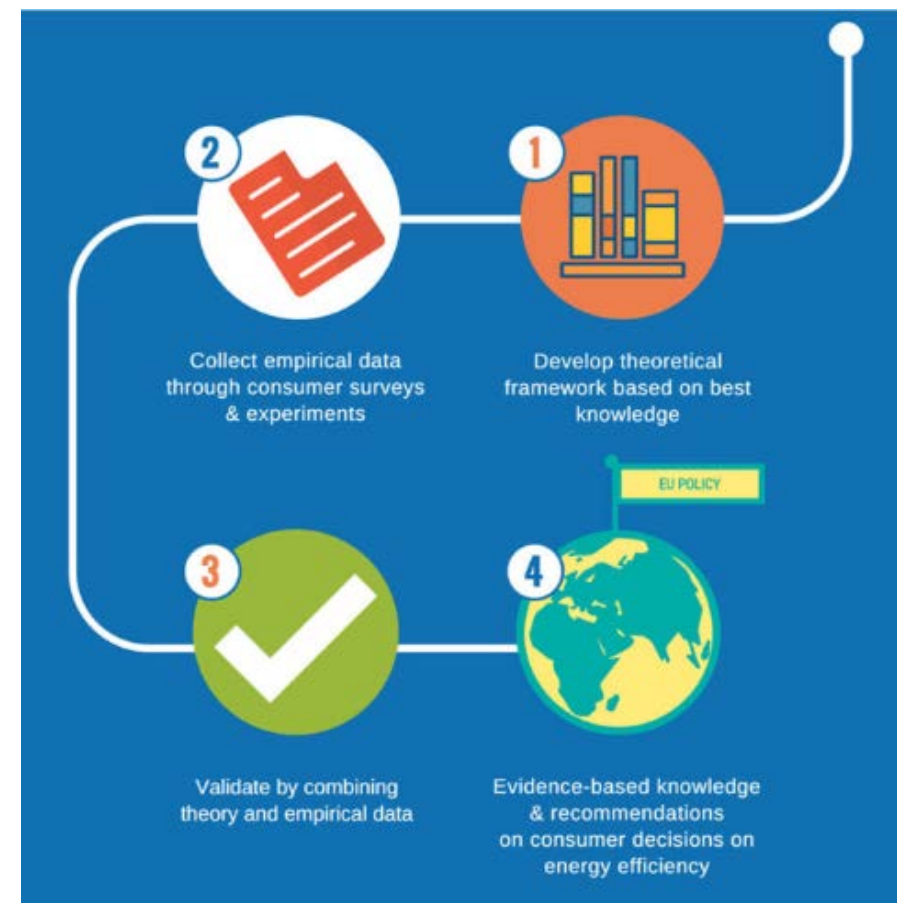 1
Develop theoretical
framework based on best
knowledge
2
Collect empirical data
through consumer surveys
& experiments
3
Validate by combining
theory and empirical data
4
EU POLICY
Evidence-based knowledge
& recommendations
on consumer decisions on
energy efficiency